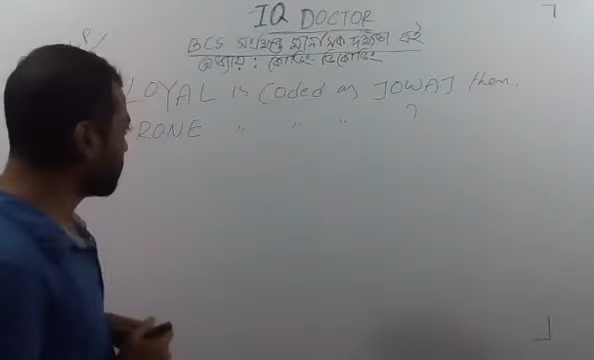 IQ DOCTOR
BCS সংক্রান্ত মানসিক দক্ষতা বই
অধ্যায় : কোডিং-ডিকোডিং
LOYAL is coded as JOWAJ then,
RONE " " " ?